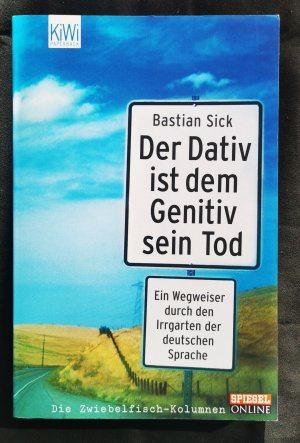 KiWi
PAPERBACK
Bastian Sick
Der Dativ
ist dem
Genitiv
sein Tod
Ein Wegweiser
durch den
Irrgarten der
deutschen
Sprache
Die Zwiebelfisch-Kolumnen
SPIEGEL
ONLINE